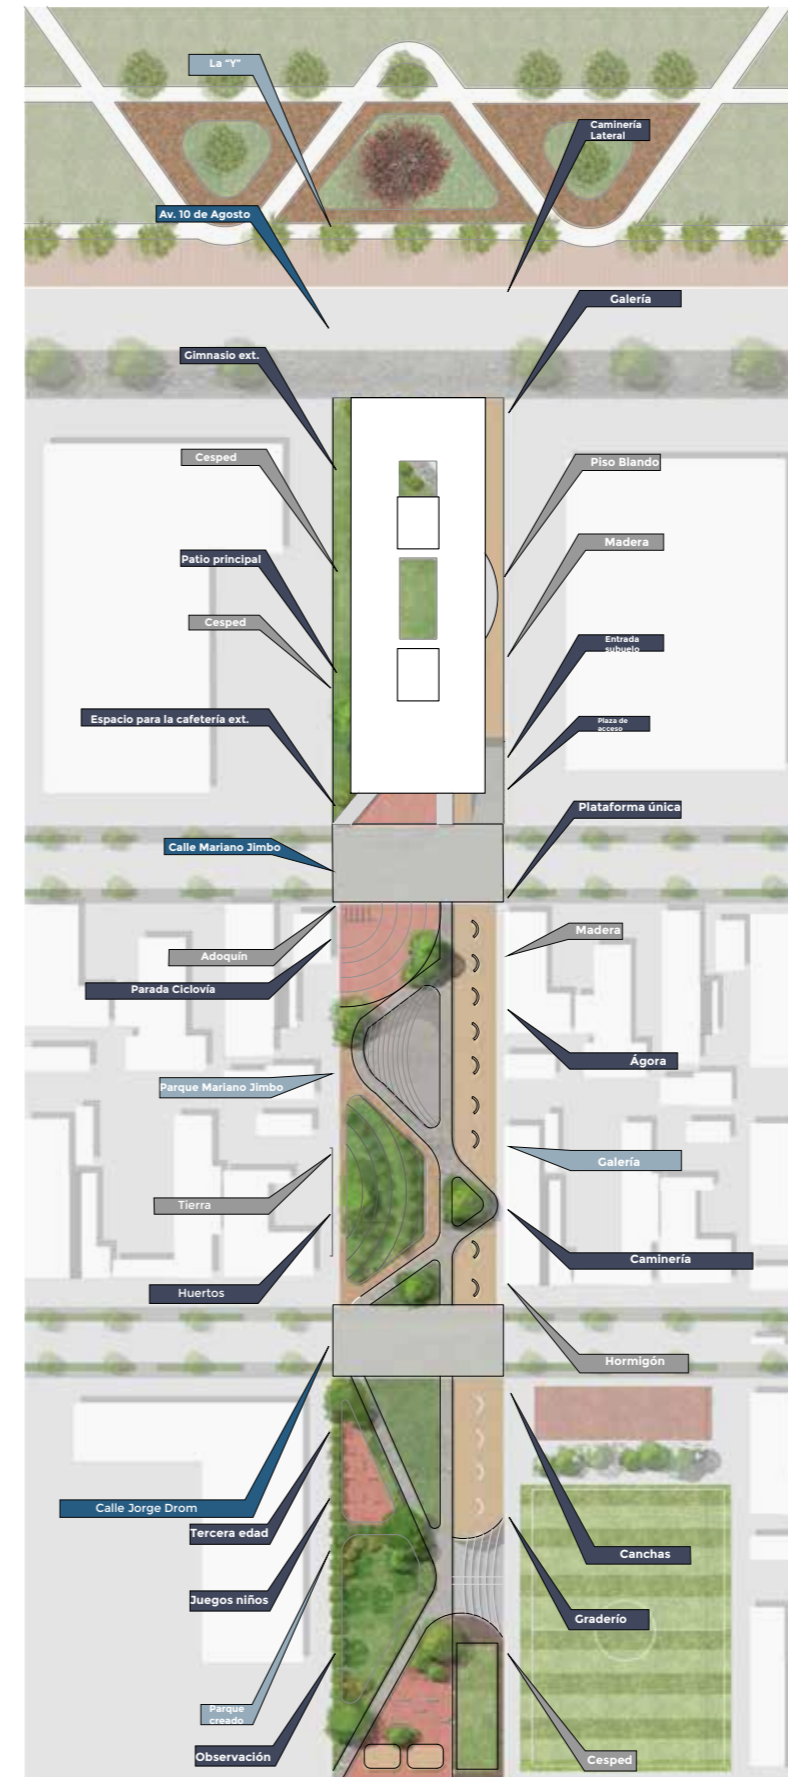 La "Y"
Caminería
Lateral
Av. 10 de Agosto
Galería
Gimnasio ext.
Cesped
Piso Blando
Madera
Patio principal
Cesped
Entrada
subuelo
Espacio para la cafetería ext.
Plaza de
acceso
Plataforma única
Calle Mariano Jimbo
Madera
Adoquín
Parada Ciclovía
Ágora
Parque Mariano Jimbo
Galería
Tierra
Caminería
Huertos
Hormigón
Calle Jorge Drom
Tercera edad
Canchas
Juegos niños
Graderío
Parque
creado
Observación
Cesped